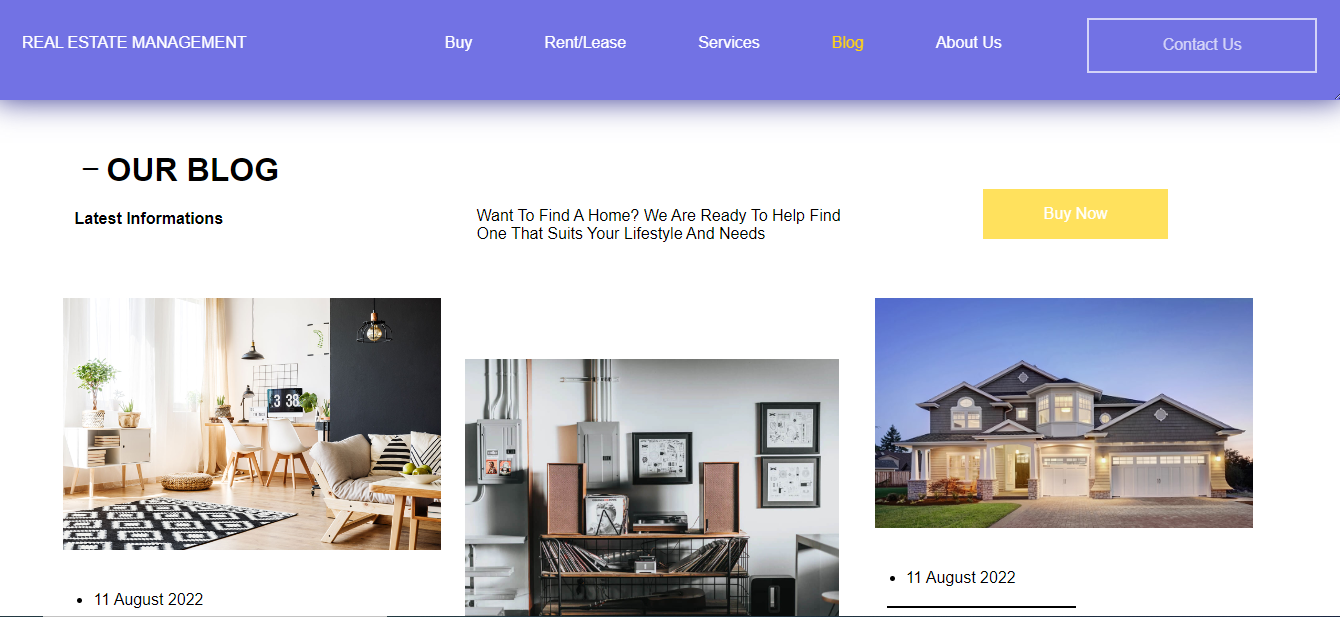 REAL ESTATE MANAGEMENT
Buy
Rent/Lease
Services
Blog
About Us
Contact Us
– OUR BLOG
Latest Informations
Want To Find A Home? We Are Ready To Help Find
One That Suits Your Lifestyle And Needs
Buy Now
3 38
• 11 August 2022
• 11 August 2022